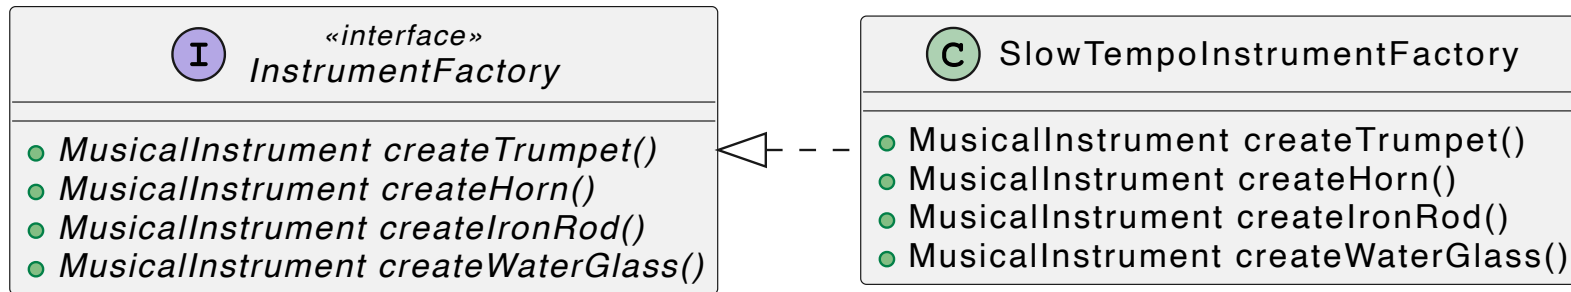 I
«interface»
InstrumentFactory
MusicalInstrument createTrumpet()
MusicalInstrument createHorn()
MusicalInstrument createIronRod()
MusicalInstrument createWaterGlass()
C
SlowTempoInstrumentFactory
MusicalInstrument createTrumpet()
MusicalInstrument createHorn()
MusicalInstrument createIronRod()
MusicalInstrument createWaterGlass()